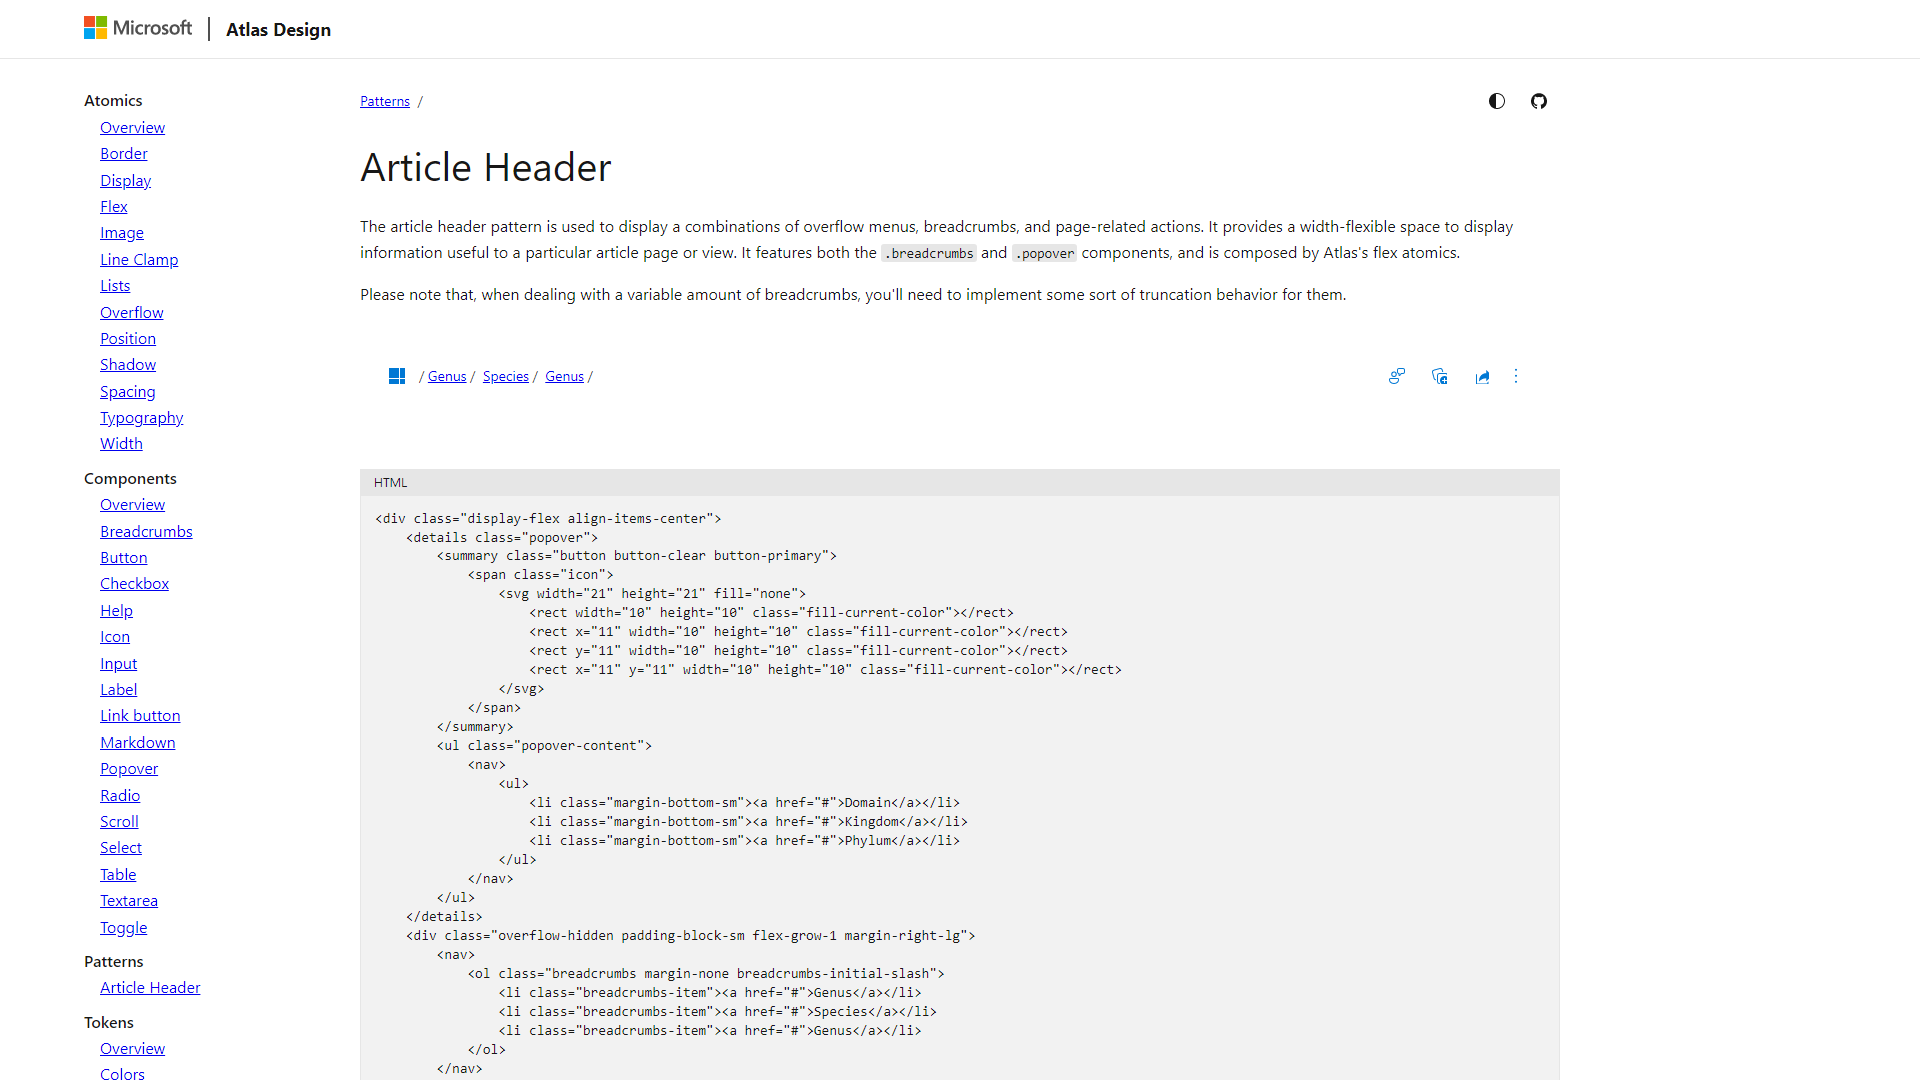 Microsoft
Atlas Design
Atomics
Overview
Border
Display
Flex
Image
Line Clamp
Lists
Overflow
Position
Shadow
Spacing
Typography
Width
Components
Overview
Breadcrumbs
Button
Checkbox
Help
Icon
Input
Label
Link button
Markdown
Popover
Radio
Scroll
Select
Table
Textarea
Toggle
Patterns
Article Header
Tokens
Overview
Colors
Patterns /
Article Header
The article header pattern is used to display a combinations of overflow menus, breadcrumbs, and page-related actions. It provides a width-flexible space to display
information useful to a particular article page or view. It features both the .breadcrumbs and .popover components, and is composed by Atlas's flex atomics.
Please note that, when dealing with a variable amount of breadcrumbs, you'll need to implement some sort of truncation behavior for them.
/ Genus / Species / Genus /
HTML
<div class="display-flex align-items-center">
    <details class="popover">
        <summary class="button button-clear button-primary">
            <span class="icon">
                <svg width="21" height="21" fill="none">
                    <rect width="10" height="10" class="fill-current-color"></rect>
                    <rect x="11" width="10" height="10" class="fill-current-color"></rect>
                    <rect y="11" width="10" height="10" class="fill-current-color"></rect>
                    <rect x="11" y="11" width="10" height="10" class="fill-current-color"></rect>
                </svg>
            </span>
        </summary>
        <ul class="popover-content">
            <nav>
                <ul>
                    <li class="margin-bottom-sm"><a href="#">Domain</a></li>
                    <li class="margin-bottom-sm"><a href="#">Kingdom</a></li>
                    <li class="margin-bottom-sm"><a href="#">Phylum</a></li>
                </ul>
            </nav>
        </ul>
    </details>
    <div class="overflow-hidden padding-block-sm flex-grow-1 margin-right-lg">
        <nav>
            <ol class="breadcrumbs margin-none breadcrumbs-initial-slash">
                <li class="breadcrumbs-item"><a href="#">Genus</a></li>
                <li class="breadcrumbs-item"><a href="#">Species</a></li>
                <li class="breadcrumbs-item"><a href="#">Genus</a></li>
            </ol>
        </nav>